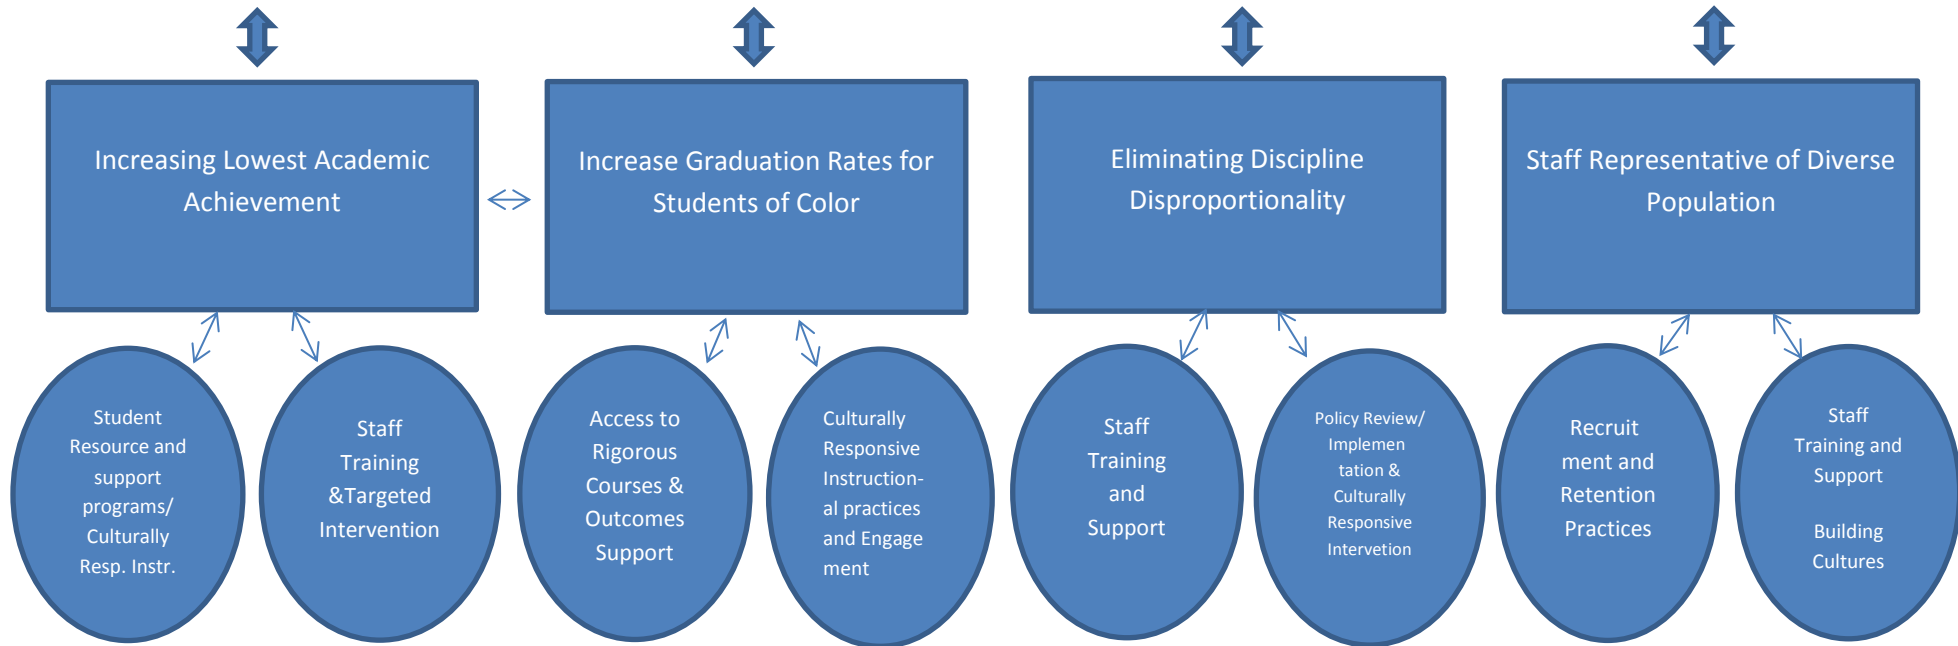 Increasing Lowest Academic
Achievement
Increase Graduation Rates for
Students of Color
Eliminating Discipline
Disproportionality
Staff Representative of Diverse
Population
Student
Resource and
support
programs/
Culturally
Resp. Instr.
Staff
Training
&Targeted
Intervention
Access to
Rigorous
Courses &
Outcomes
Support
Culturally
Responsive
Instruction-
al practices
and Engage
ment
Staff
Training
and
Support
Policy Review/
Implemen
tation &
Culturally
Responsive
Intervetion
Recruit
ment and
Retention
Practices
Staff
Training and
Support
Building
Cultures